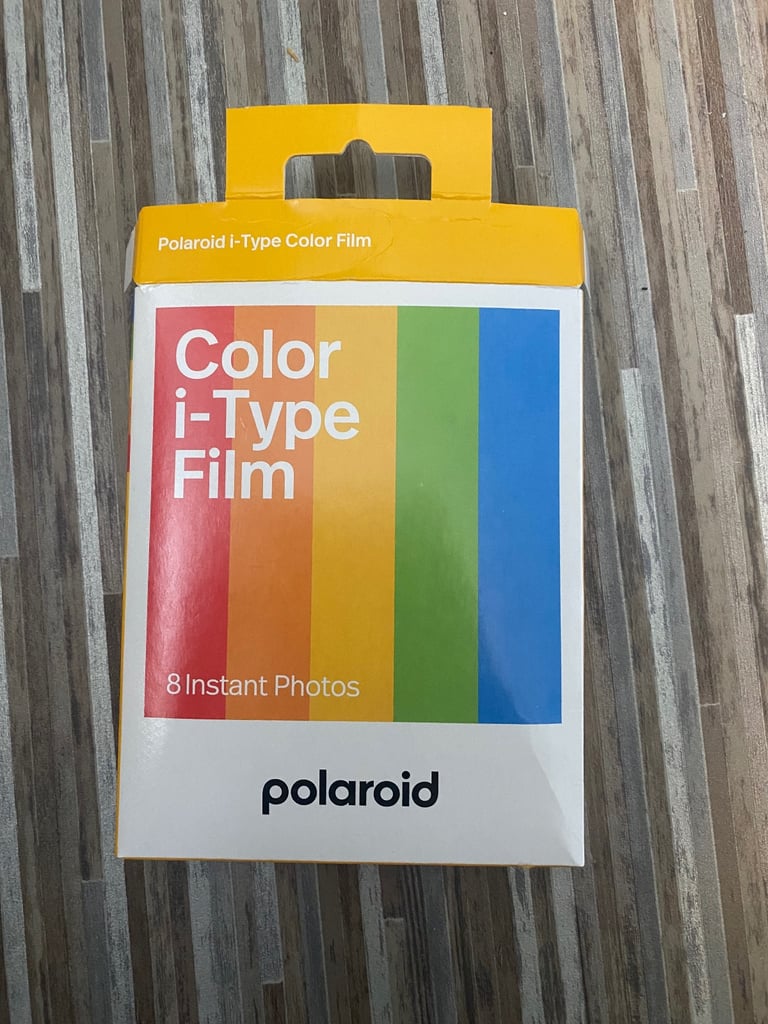 Polaroid i-Type Color Film
Color
i-Type
Film
8 Instant Photos
polaroid